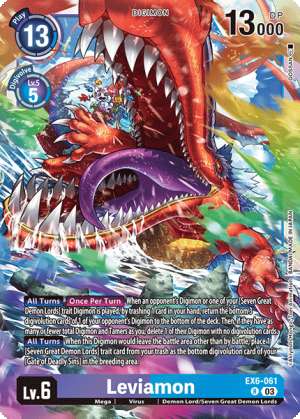 Play
13
DIGIMON
13000
DP
Digivolve
Lv.5
5
All Turns Once Per Turn When an opponent's Digimon or one of your [Seven Great
Demon Lords] trait Digimon is played, by trashing 1 card in your hand, return the bottom 3
digivolution cards of 1 of your opponent's Digimon to the bottom of the deck. Then, if they have as
many or fewer total Digimon and Tamers as you, delete 1 of their Digimon with no digivolution cards.
All Turns When this Digimon would leave the battle area other than by your effects, place 1
[Seven Great Demon Lords] trait card from your trash as the bottom digivolution card of your
[Gate of Deadly Sins] in the breeding area.
EX6-061
03
Lv.6
Leviamon
Mega
Virus
Demon Lord/Seven Great Demon Lords